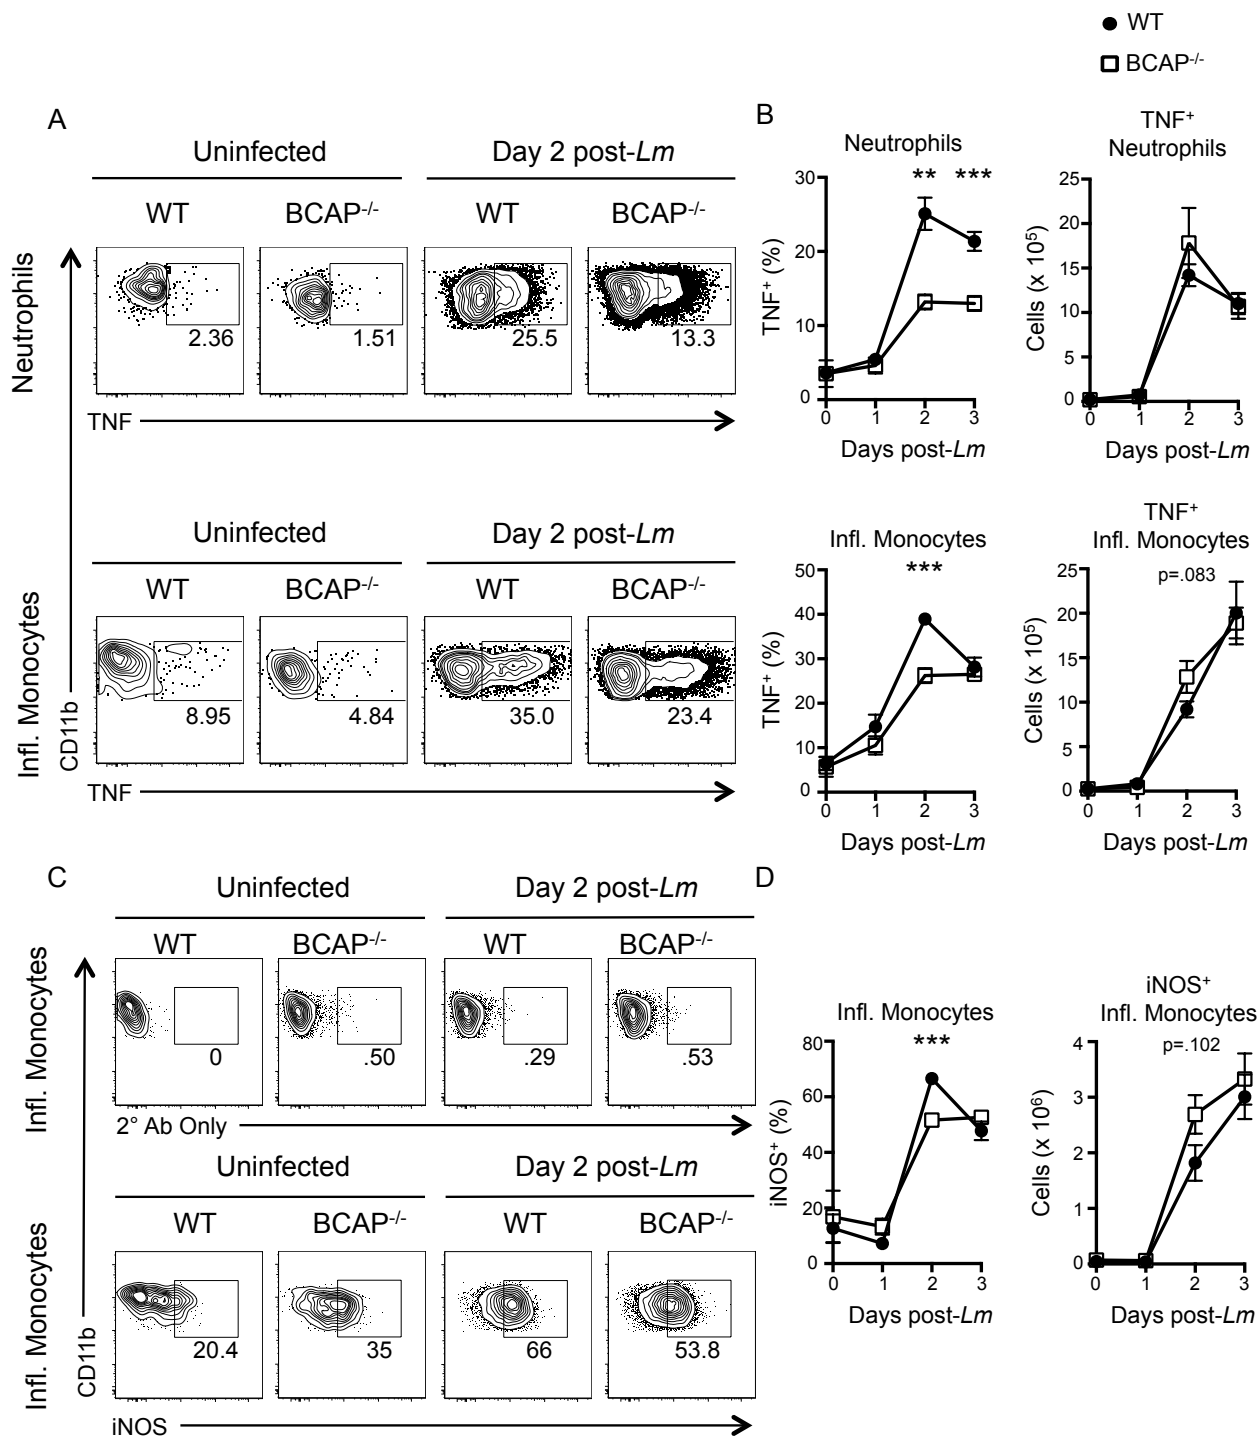 WT
BCAP-/-
A
Uninfected
Day 2 post-Lm
WT
BCAP-/-
WT
BCAP-/-
Neutrophils
2.36
1.51
25.5
13.3
TNF
Uninfected
Day 2 post-Lm
WT
BCAP-/-
WT
BCAP-/-
Infl. Monocytes
CD11b
8.95
4.84
35.0
23.4
TNF
B
Neutrophils
** ***
TNF+ (%)
30
20
10
0
0 1 2 3
Days post-Lm
TNF+
Neutrophils
Cells (x 10⁵)
25
20
15
10
5
0
0 1 2 3
Days post-Lm
Infl. Monocytes
***
TNF+ (%)
50
40
30
20
10
0
0 1 2 3
Days post-Lm
TNF+
Infl. Monocytes
p=.083
Cells (x 10⁵)
25
20
15
10
5
0
0 1 2 3
Days post-Lm
C
Uninfected
Day 2 post-Lm
WT
BCAP-/-
WT
BCAP-/-
Infl. Monocytes
0
.50
.29
.53
2° Ab Only
Uninfected
Day 2 post-Lm
WT
BCAP-/-
WT
BCAP-/-
Infl. Monocytes
CD11b
20.4
35
66
53.8
iNOS
D
Infl. Monocytes
***
iNOS+ (%)
80
60
40
20
0
0 1 2 3
Days post-Lm
iNOS+
Infl. Monocytes
p=.102
Cells (x 10⁶)
4
3
2
1
0
0 1 2 3
Days post-Lm